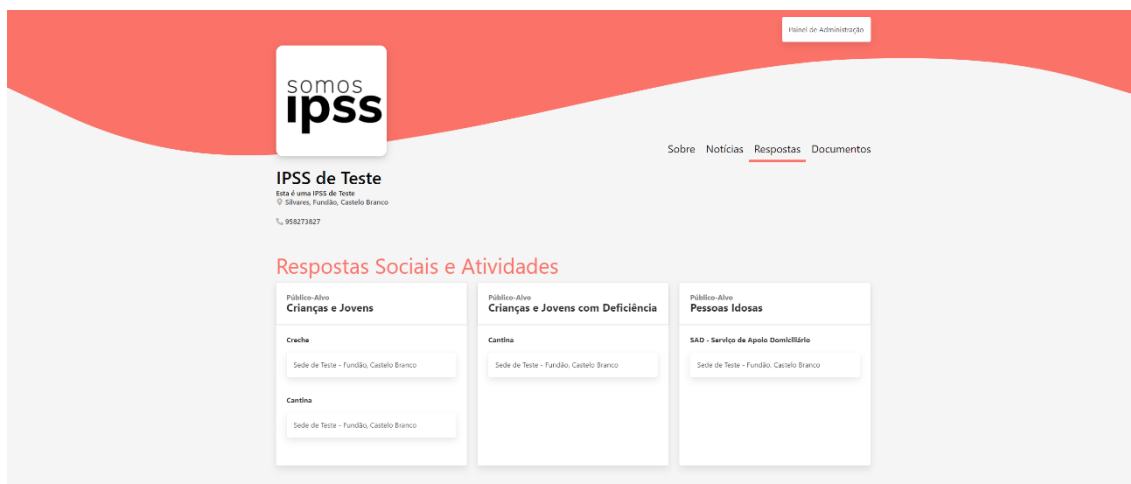 Painel de Administração
somos
ipss
Sobre Notícias Respostas Documentos
IPSS de Teste
Esta é uma IPSS de Teste
Silvares, Fundão, Castelo Branco
958273827
Respostas Sociais e Atividades
Público-Alvo
Crianças e Jovens
Creche
Sede de Teste - Fundão, Castelo Branco
Cantina
Sede de Teste - Fundão, Castelo Branco
Público-Alvo
Crianças e Jovens com Deficiência
Cantina
Sede de Teste - Fundão, Castelo Branco
Público-Alvo
Pessoas Idosas
SAD - Serviço de Apoio Domiciliário
Sede de Teste - Fundão, Castelo Branco